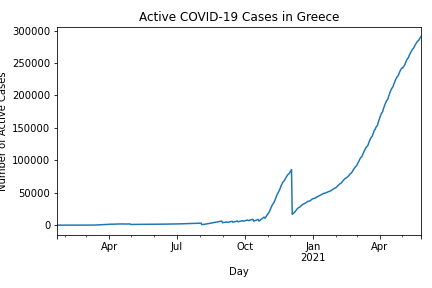 Active COVID-19 Cases in Greece
Number of Active Cases
300000
250000
200000
150000
100000
50000
0
Apr
Jul
Oct
Jan
2021
Apr
Day